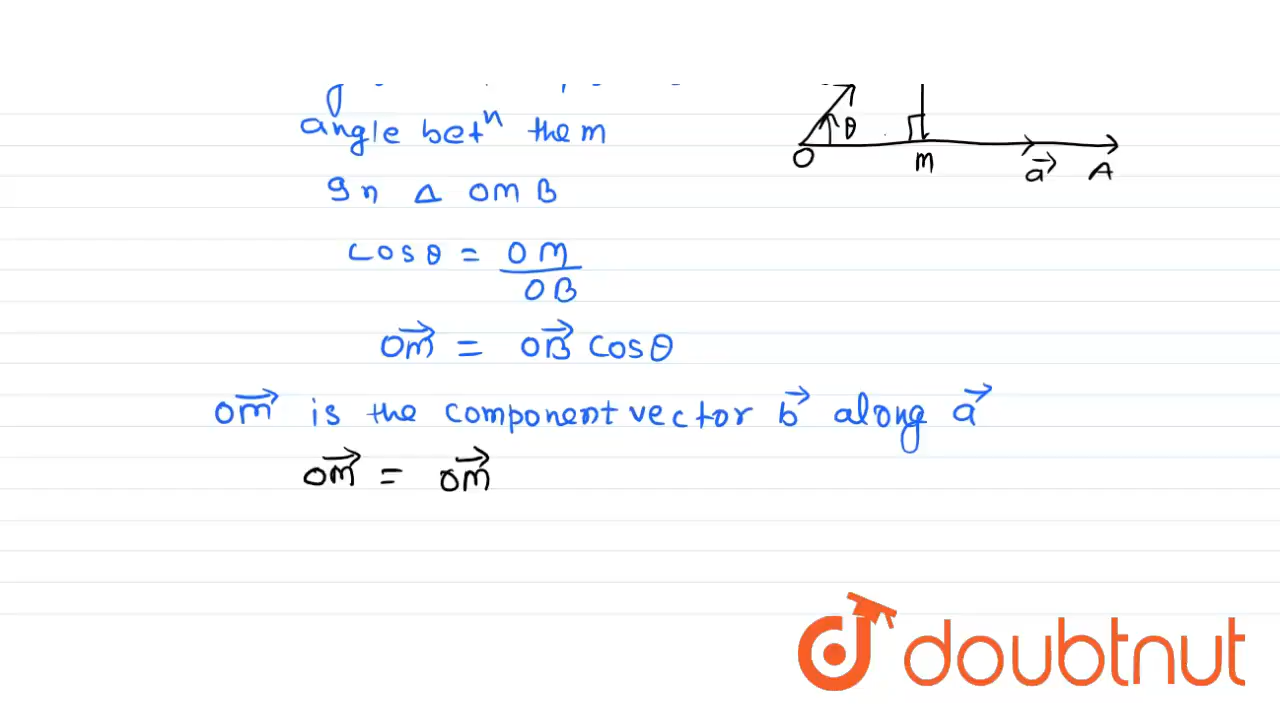 angle betⁿ them
θ
O
M
a⃗
A
In Δ OMB
cosθ = OM / OB
OM⃗ = OB⃗ cosθ
OM⃗ is the component vector b⃗ along a⃗
OM⃗ = OM⃗
doubtnut